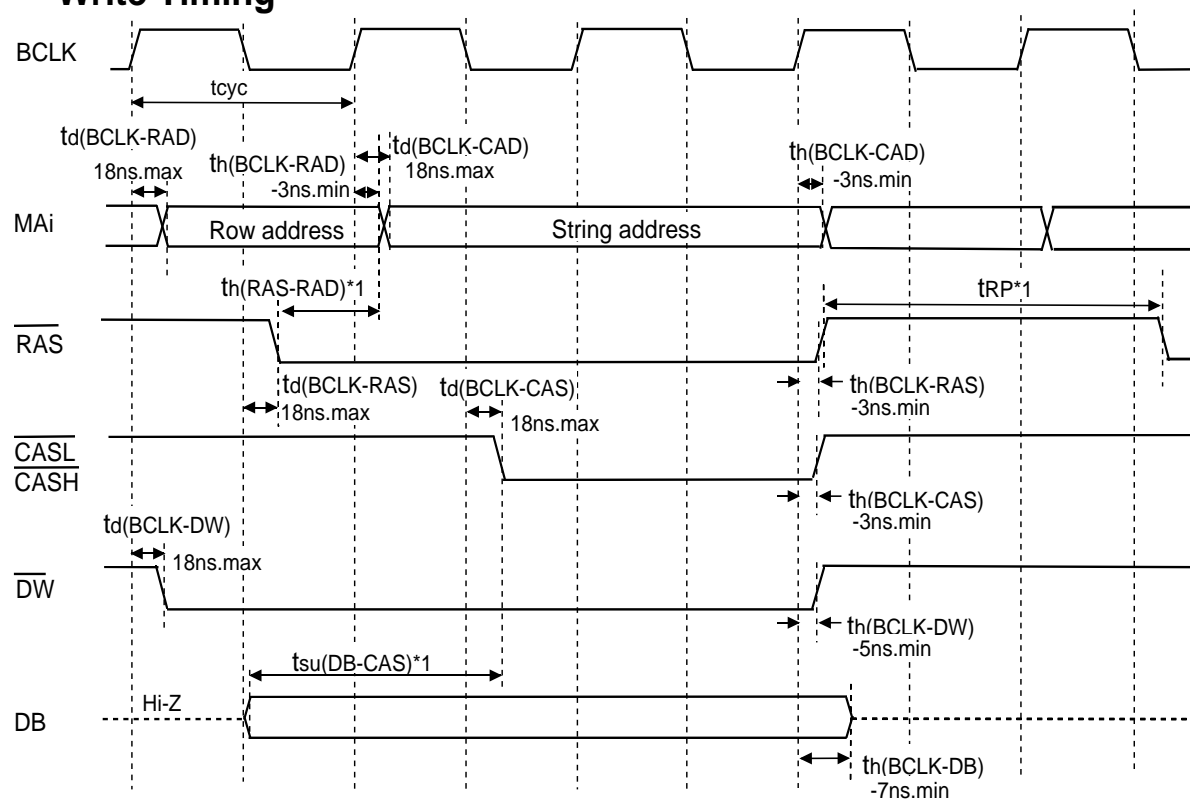 Write Timing
BCLK
tcyc
td(BCLK-RAD)
18ns.max
th(BCLK-RAD)
-3ns.min
td(BCLK-CAD)
18ns.max
th(BCLK-CAD)
-3ns.min
MAi
Row address
String address
th(RAS-RAD)*1
tRP*1
RAS
td(BCLK-RAS)
18ns.max
td(BCLK-CAS)
18ns.max
th(BCLK-RAS)
-3ns.min
CASL
CASH
th(BCLK-CAS)
-3ns.min
td(BCLK-DW)
18ns.max
DW
th(BCLK-DW)
-5ns.min
tsu(DB-CAS)*1
Hi-Z
DB
th(BCLK-DB)
-7ns.min